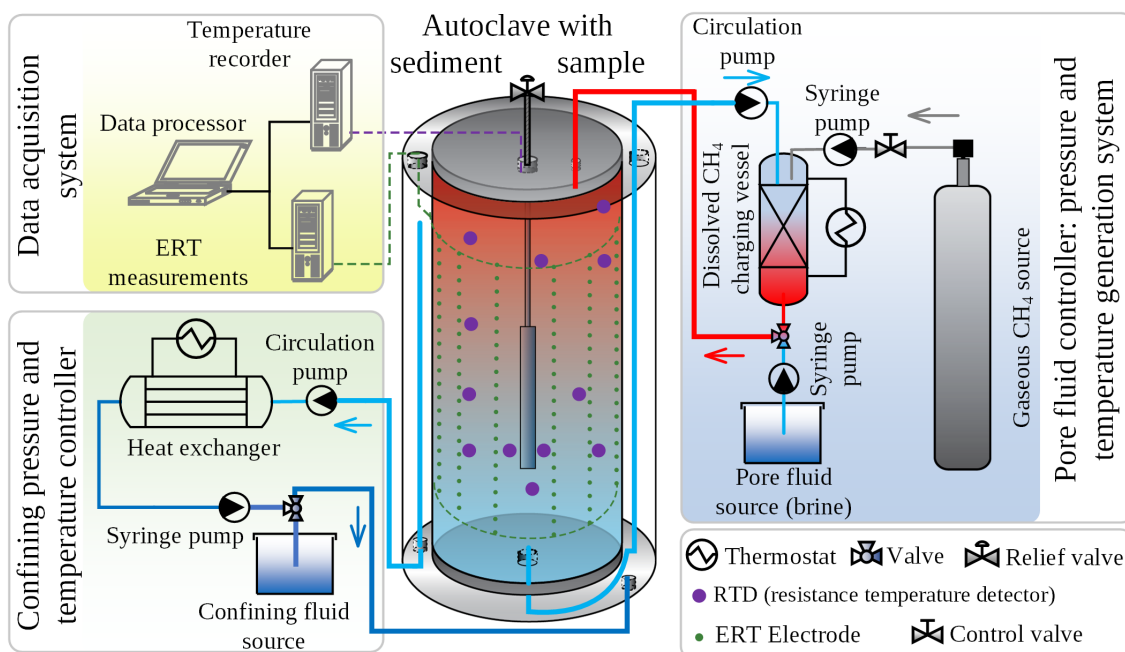 Data acquisition
system
Temperature
recorder
Data processor
ERT
measurements
Autoclave with
sediment sample
Circulation
pump
Syringe
pump
Dissolved CH₄
charging vessel
Syringe
pump
Gaseous CH₄ source
Pore fluid
source (brine)
Pore fluid controller: pressure and
temperature generation system
Confining pressure and
temperature controller
Circulation
pump
Heat exchanger
Syringe pump
Confining fluid
source
Thermostat Valve Relief valve
RTD (resistance temperature detector)
ERT Electrode Control valve